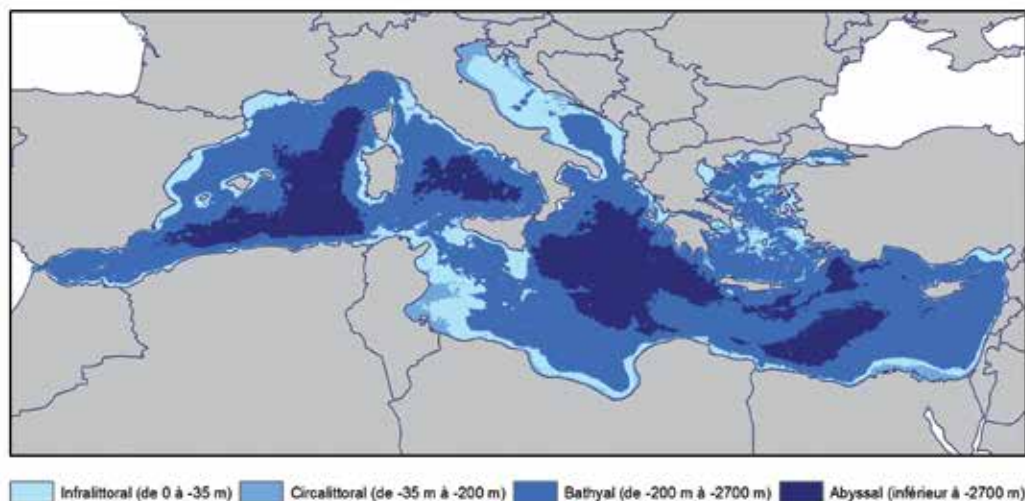 Infralittoral (de 0 à -35 m) Circalittoral (de -35 m à -200 m) Bathyal (de -200 m à -2700 m) Abyssal (inférieur à -2700 m)